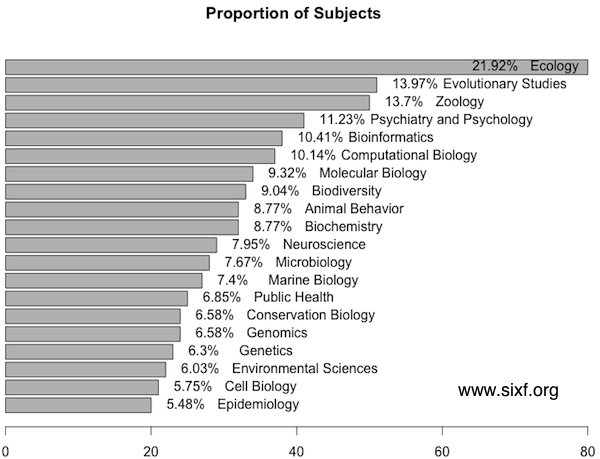 Proportion of Subjects
21.92% Ecology
13.97% Evolutionary Studies
13.7% Zoology
11.23% Psychiatry and Psychology
10.41% Bioinformatics
10.14% Computational Biology
9.32% Molecular Biology
9.04% Biodiversity
8.77% Animal Behavior
8.77% Biochemistry
7.95% Neuroscience
7.67% Microbiology
7.4% Marine Biology
6.85% Public Health
6.58% Conservation Biology
6.58% Genomics
6.3% Genetics
6.03% Environmental Sciences
5.75% Cell Biology
5.48% Epidemiology
www.sixf.org
0 20 40 60 80